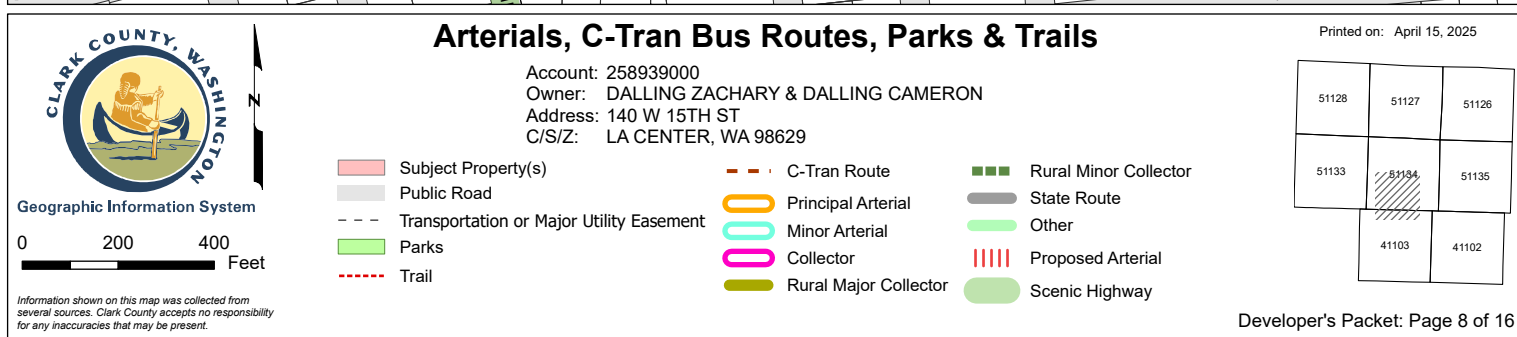 CLARK COUNTY, WASHINGTON
Geographic Information System
N
0 200 400
Feet
Information shown on this map was collected from
several sources. Clark County accepts no responsibility
for any inaccuracies that may be present.
Arterials, C-Tran Bus Routes, Parks & Trails
Account: 258939000
Owner: DALLING ZACHARY & DALLING CAMERON
Address: 140 W 15TH ST
C/S/Z: LA CENTER, WA 98629
Subject Property(s)
Public Road
Transportation or Major Utility Easement
Parks
Trail
C-Tran Route
Principal Arterial
Minor Arterial
Collector
Rural Major Collector
Rural Minor Collector
State Route
Other
Proposed Arterial
Scenic Highway
Printed on: April 15, 2025
51128 51127 51126
51133 51134 51135
41103 41102
Developer's Packet: Page 8 of 16